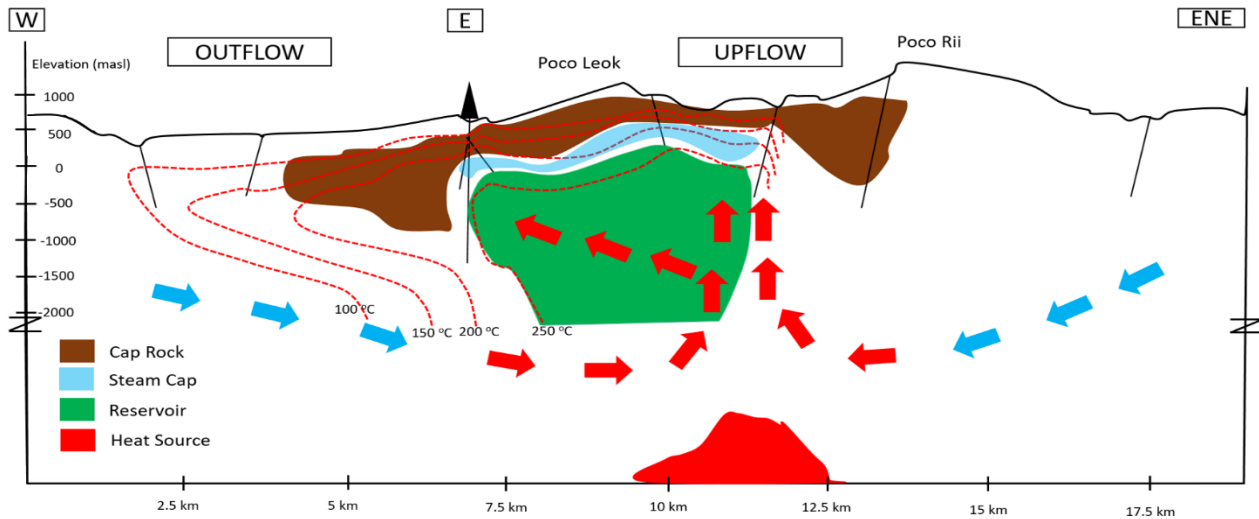 W
E
ENE
OUTFLOW
UPFLOW
Poco Rii
Poco Leok
Elevation (masl)
1000
500
0
-500
-1000
-1500
-2000
100 ºC
150 ºC
200 ºC
250 ºC
Cap Rock
Steam Cap
Reservoir
Heat Source
2.5 km
5 km
7.5 km
10 km
12.5 km
15 km
17.5 km